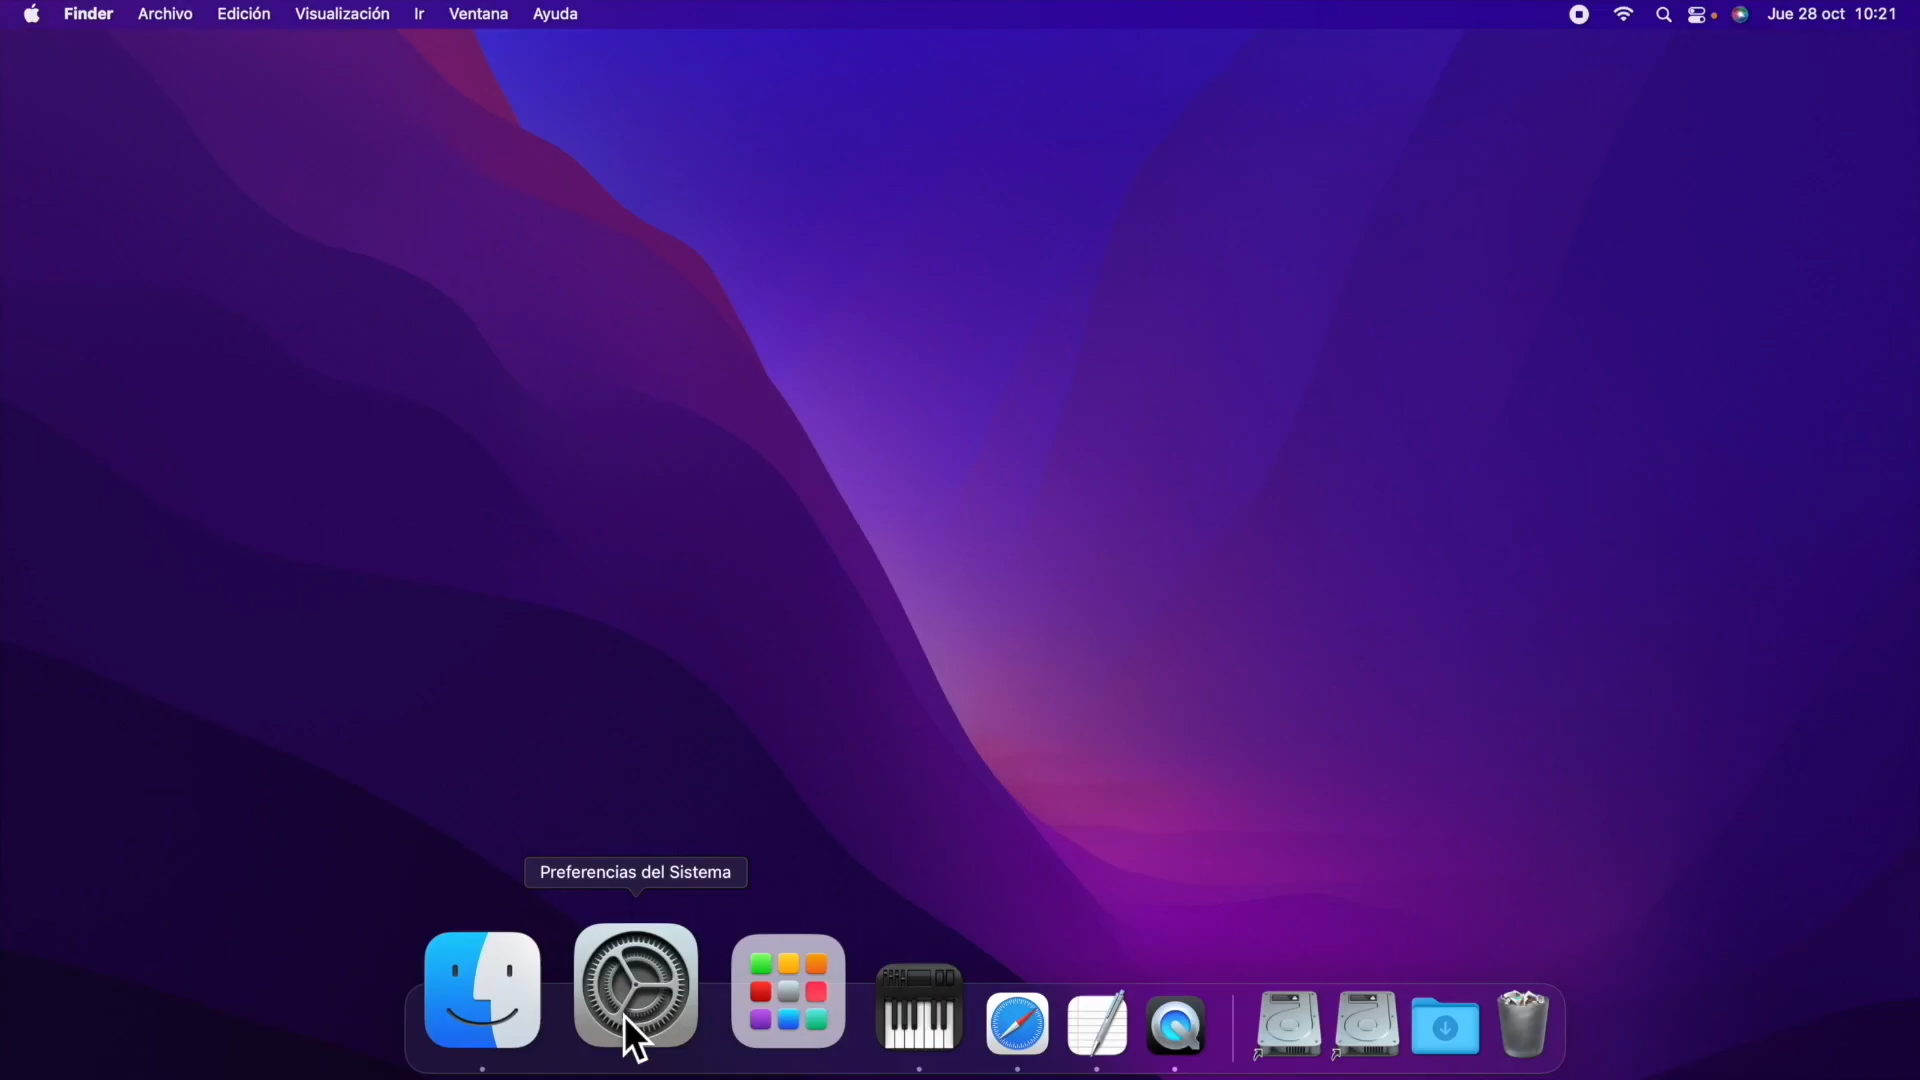 Finder Archivo Edición Visualización Ir Ventana Ayuda Jue 28 oct 10:21
Preferencias del Sistema